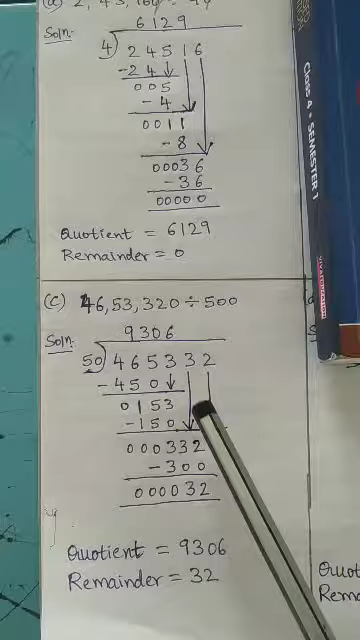 6129
Soln:
4) 24516
-24
005
-4
0011
-8
00036
-36
00000
Quotient = 6129
Remainder = 0
(C) 46,53,320÷500
9306
Soln:
50) 465332
-450
0153
-150
000332
-300
000032
Quotient = 9306
Remainder = 32
Class 4 • SEMESTER 1
Quot
Rema